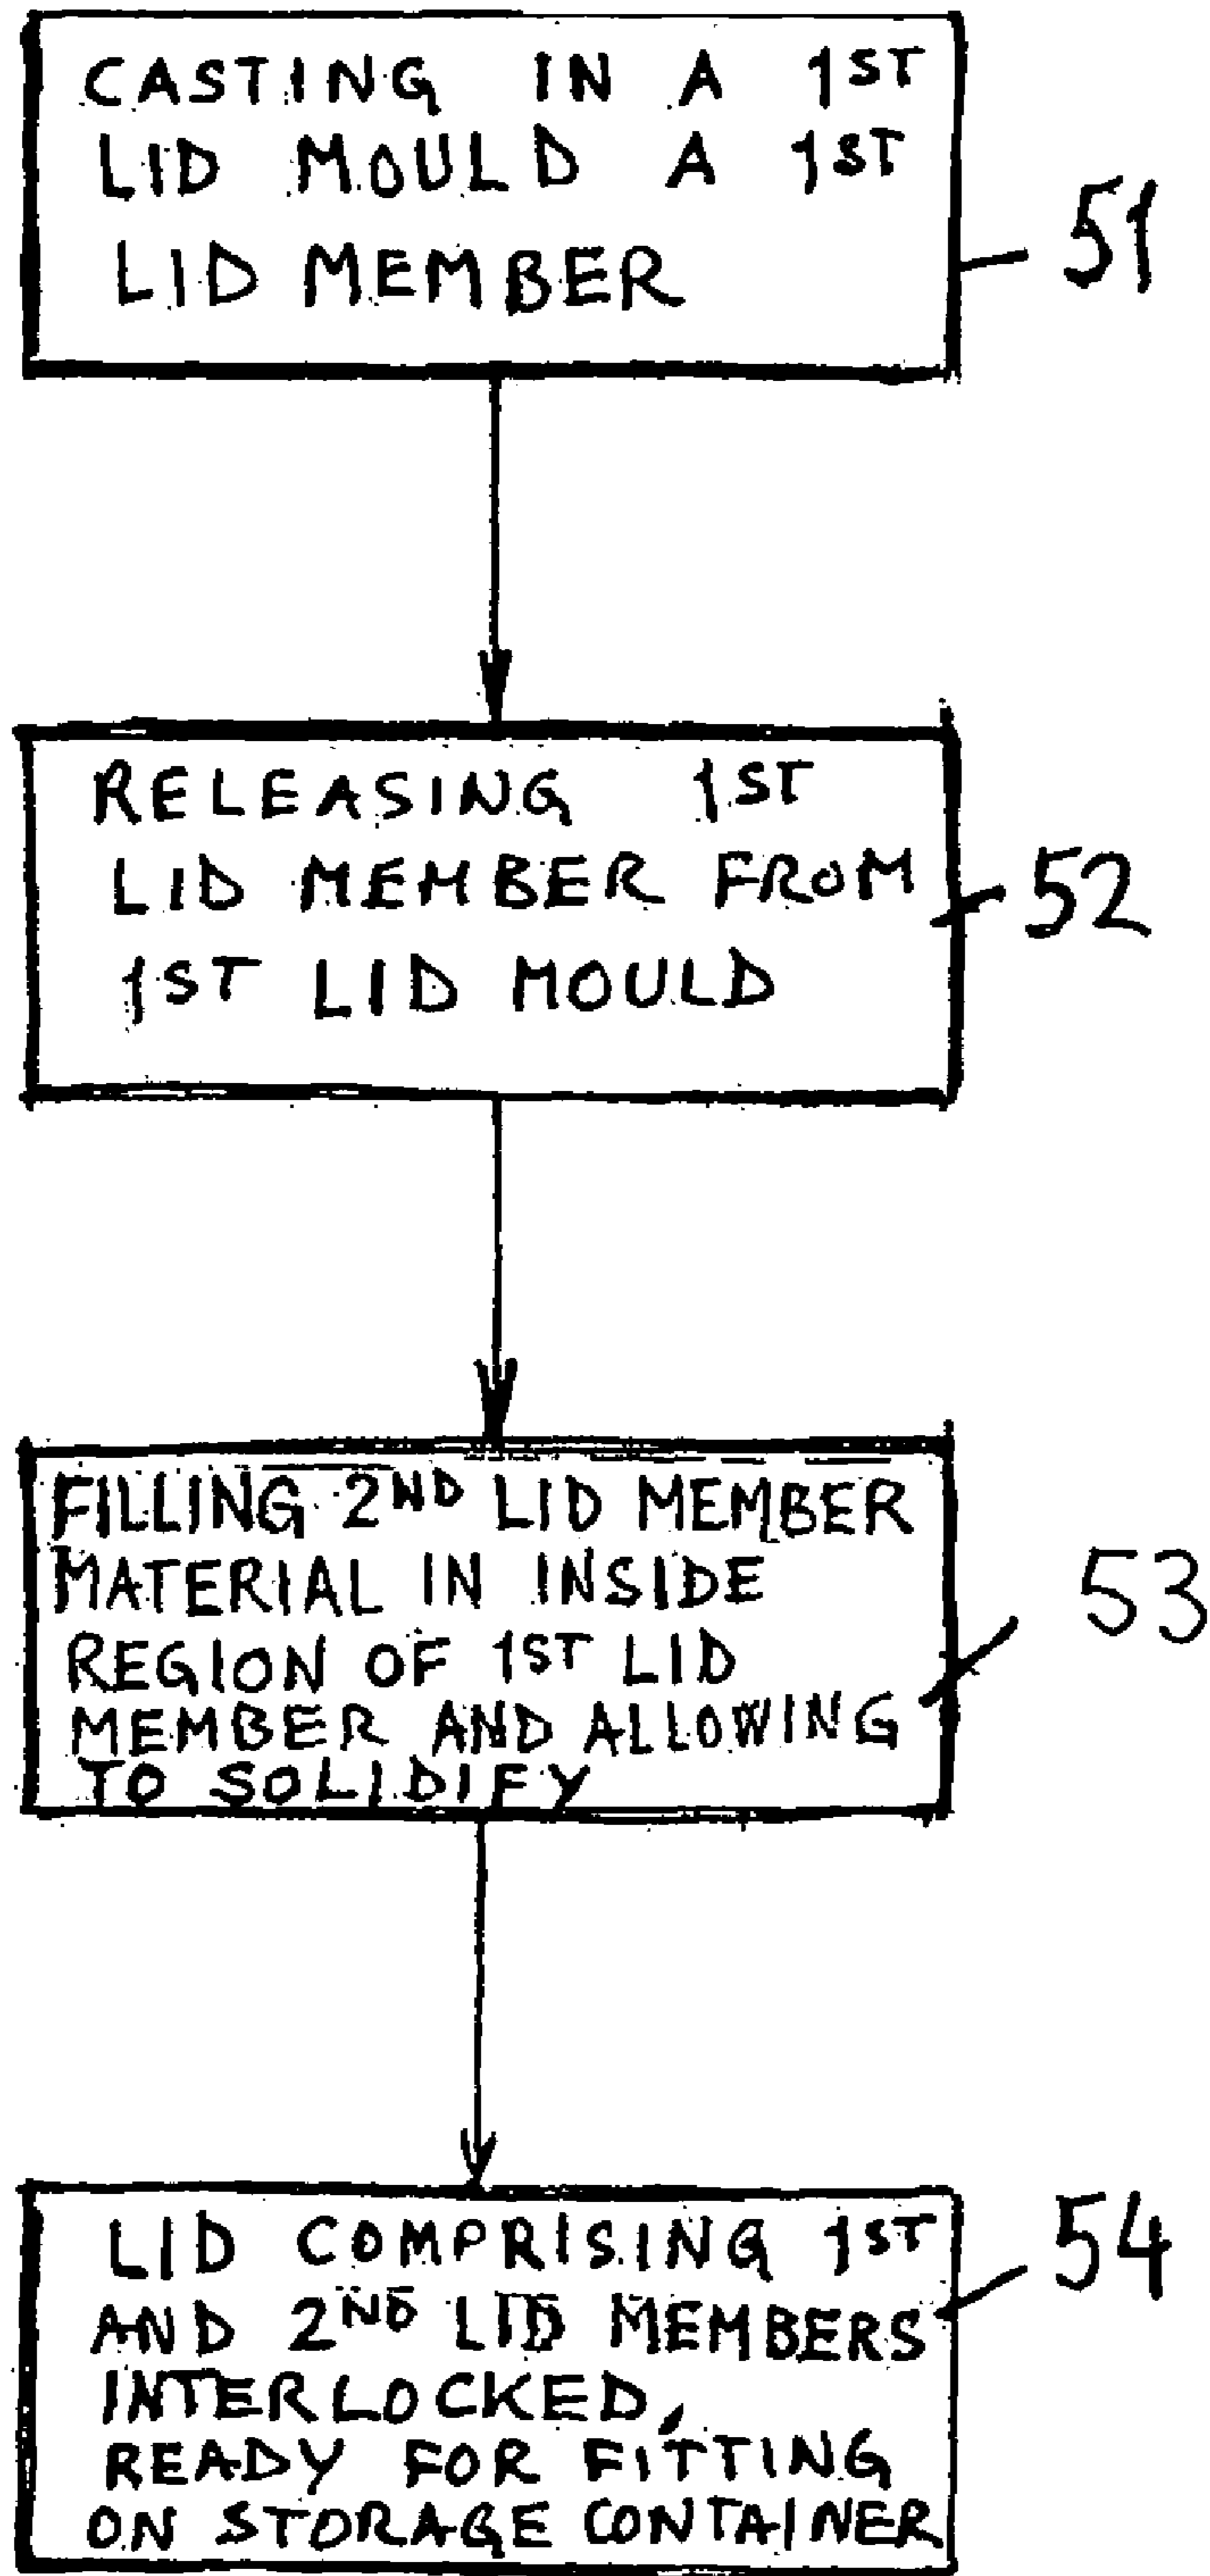 CASTING IN A 1ST
LID MOULD A 1ST
LID MEMBER
51
RELEASING 1ST
LID MEMBER FROM
1ST LID MOULD
52
FILLING 2ND LID MEMBER
MATERIAL IN INSIDE
REGION OF 1ST LID
MEMBER AND ALLOWING
TO SOLIDIFY
53
LID COMPRISING 1ST
AND 2ND LID MEMBERS
INTERLOCKED,
READY FOR FITTING
ON STORAGE CONTAINER
54